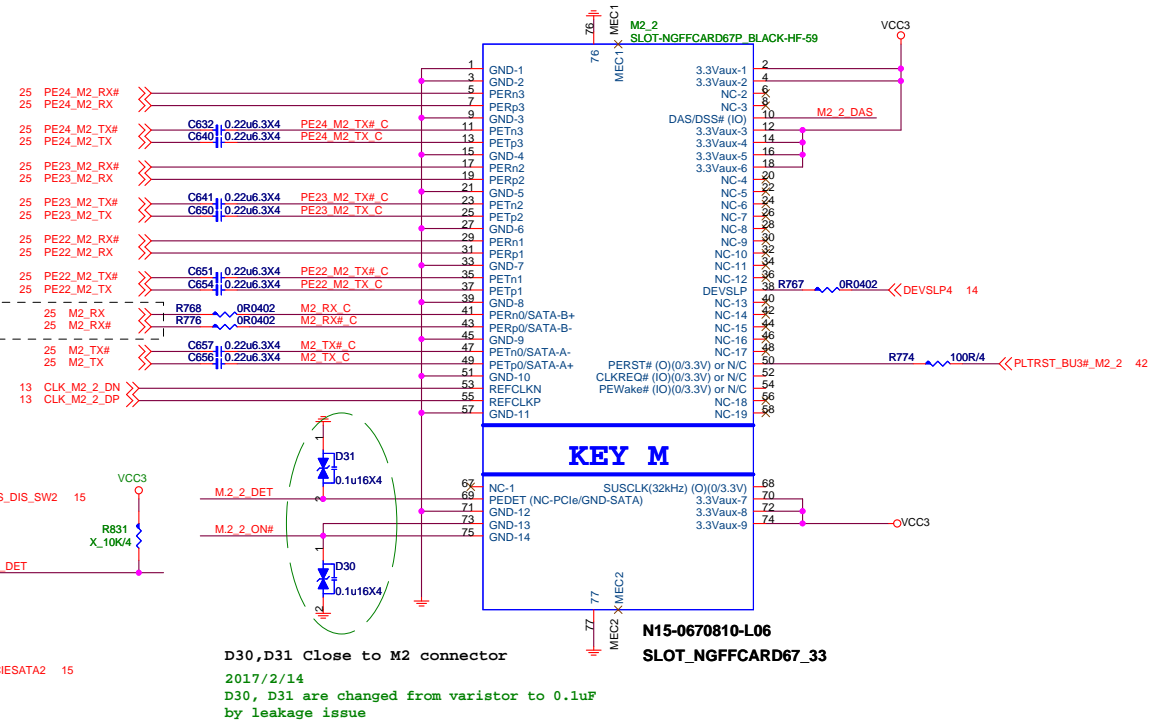 76
MEC1
M2_2
SLOT-NGFFCARD67P_BLACK-HF-59
VCC3
76
MEC1
1 GND-1 3.3Vaux-1 2
3 GND-2 3.3Vaux-2 4
25 PE24_M2_RX# 5 PERn3 NC-2 6
25 PE24_M2_RX 7 PERp3 NC-3 8
9 GND-3 DAS/DSS# (IO) 10 M2_2_DAS
25 PE24_M2_TX# C632 0.22u6.3X4 PE24_M2_TX#_C 11 PETn3 3.3Vaux-3 12
25 PE24_M2_TX C640 0.22u6.3X4 PE24_M2_TX_C 13 PETp3 3.3Vaux-4 14
15 GND-4 3.3Vaux-5 16
25 PE23_M2_RX# 17 PERn2 3.3Vaux-6 18
25 PE23_M2_RX 19 PERp2 NC-4 20
21 GND-5 NC-5 22
25 PE23_M2_TX# C641 0.22u6.3X4 PE23_M2_TX#_C 23 PETn2 NC-6 24
25 PE23_M2_TX C650 0.22u6.3X4 PE23_M2_TX_C 25 PETp2 NC-7 26
27 GND-6 NC-8 28
25 PE22_M2_RX# 29 PERn1 NC-9 30
25 PE22_M2_RX 31 PERp1 NC-10 32
33 GND-7 NC-11 34
25 PE22_M2_TX# C651 0.22u6.3X4 PE22_M2_TX#_C 35 PETn1 NC-12 36
25 PE22_M2_TX C654 0.22u6.3X4 PE22_M2_TX_C 37 PETp1 DEVSLP 38 R767 0R0402 DEVSLP4 14
39 GND-8 NC-13 40
25 M2_RX R768 0R0402 M2_RX_C 41 PERn0/SATA-B+ NC-14 42
25 M2_RX# R776 0R0402 M2_RX#_C 43 PERp0/SATA-B- NC-15 44
45 GND-9 NC-16 46
25 M2_TX# C657 0.22u6.3X4 M2_TX#_C 47 PETn0/SATA-A- NC-17 48
25 M2_TX C656 0.22u6.3X4 M2_TX_C 49 PETp0/SATA-A+ PERST# (IO)(0/3.3V) or N/C 50 R774 100R/4 PLTRST_BU3#_M2_2 42
51 GND-10 CLKREQ# (IO)(0/3.3V) or N/C 52
13 CLK_M2_2_DN 53 REFCLKN PEWake# (IO)(0/3.3V) or N/C 54
13 CLK_M2_2_DP 55 REFCLKP NC-18 56
57 GND-11 NC-19 58
KEY M
1
D31
0.1u16X4
2
VCC3
S_DIS_SW2 15
R831
X_10K/4
_DET
67 NC-1 SUSCLK(32kHz) (O)(0/3.3V) 68
M.2_2_DET 69 PEDET (NC-PCIe/GND-SATA) 3.3Vaux-7 70
71 GND-12 3.3Vaux-8 72
73 GND-13 3.3Vaux-9 74 VCC3
M.2_2_ON# 75 GND-14
1
D30
0.1u16X4
2
77
MEC2
77
MEC2
N15-0670810-L06
SLOT_NGFFCARD67_33
D30,D31 Close to M2 connector
IESATA2 15
2017/2/14
D30, D31 are changed from varistor to 0.1uF
by leakage issue